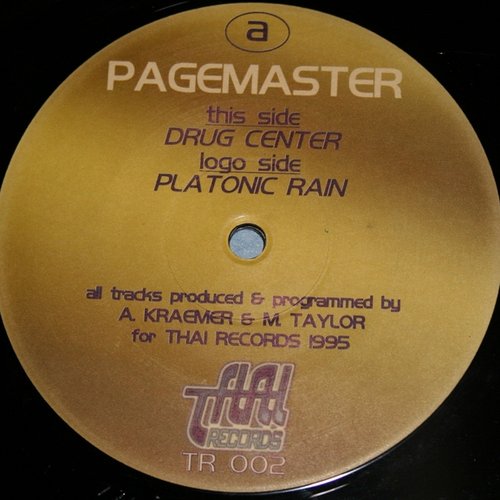 a
PAGEMASTER
this side
DRUG CENTER
logo side
PLATONIC RAIN
all tracks produced & programmed by
A. KRAEMER & M. TAYLOR
for THAI RECORDS 1995
THAI
RECORDS
TR 002